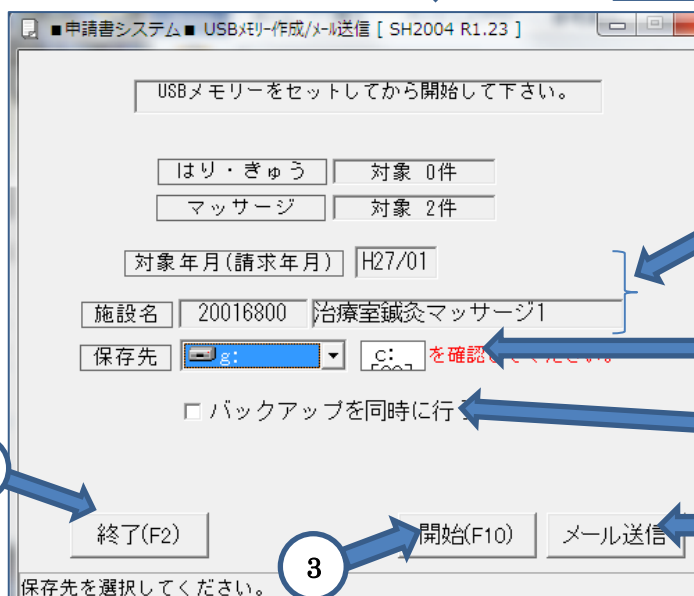 ■申請書システム■ USBﾒﾓﾘｰ作成/ﾒｰﾙ送信 [ SH2004 R1.23 ]
USBメモリーをセットしてから開始して下さい。
はり・きゅう 対象 0件
マッサージ 対象 2件
対象年月(請求年月) H27/01
施設名 20016800 治療室鍼灸マッサージ1
保存先 g: c: を確認してください。
バックアップを同時に行
終了(F2) 開始(F10) メール送信
3
保存先を選択してください。